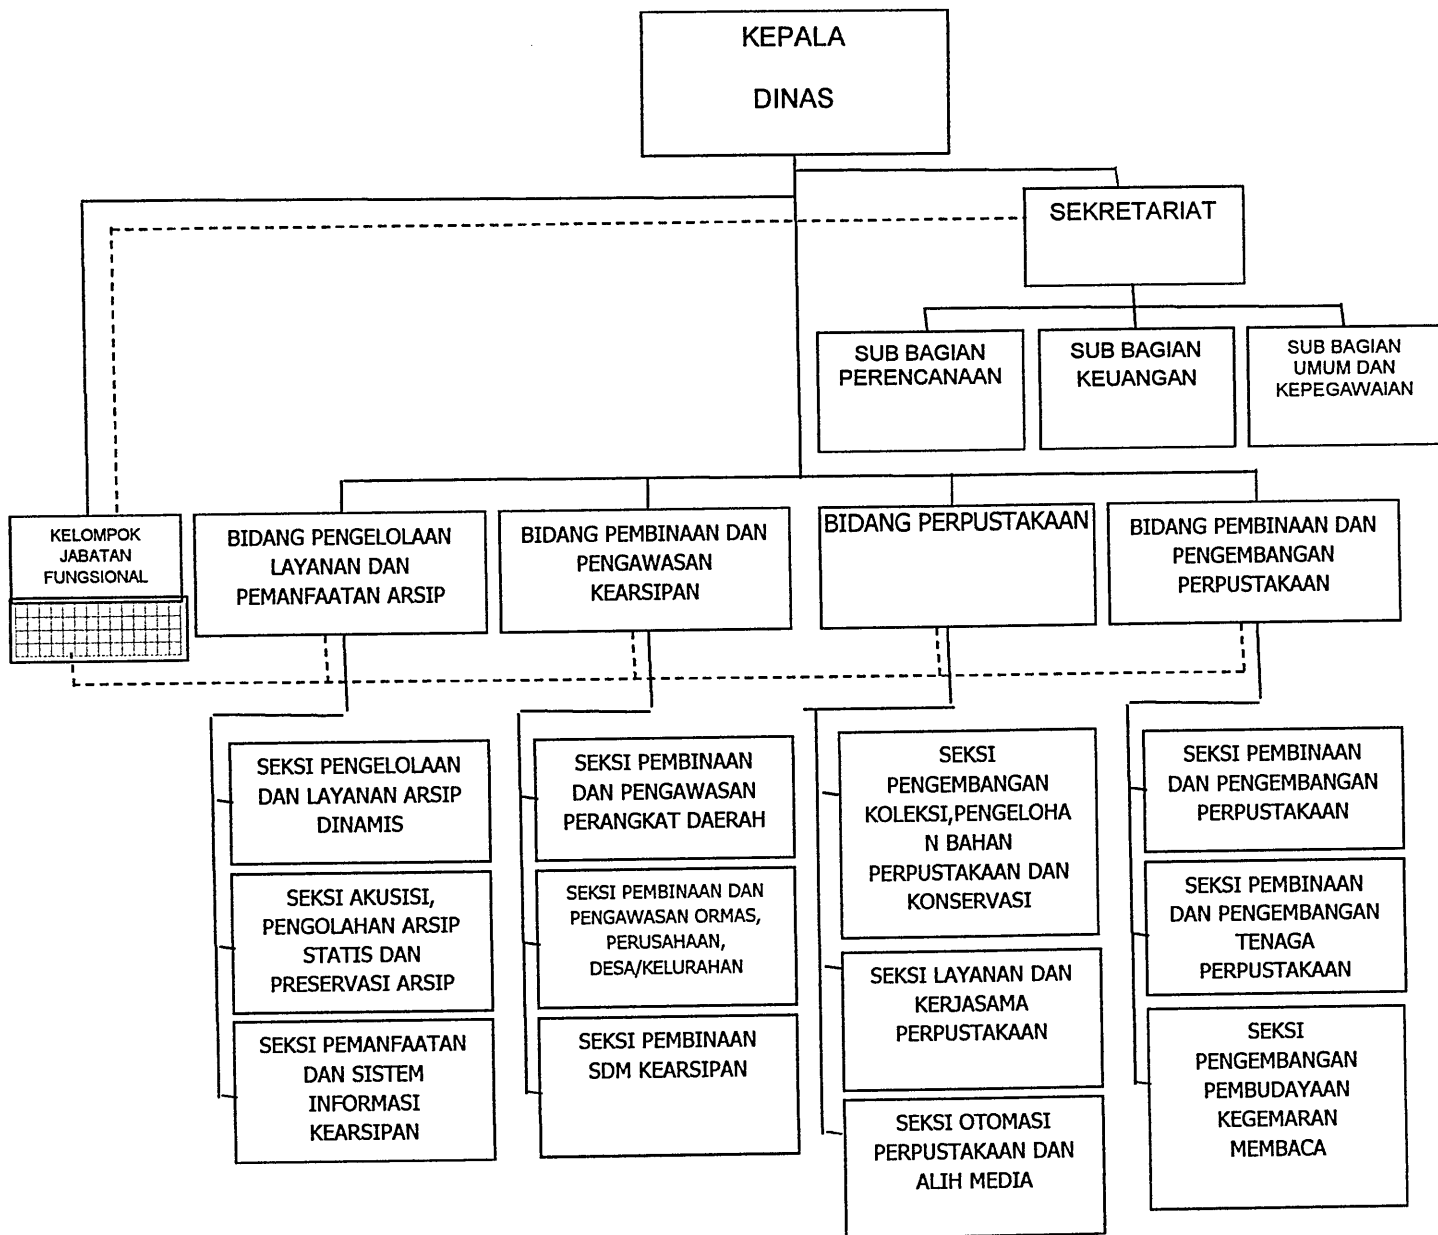 KEPALA
DINAS
SEKRETARIAT
SUB BAGIAN
PERENCANAAN
SUB BAGIAN
KEUANGAN
SUB BAGIAN
UMUM DAN
KEPEGAWAIAN
KELOMPOK
JABATAN
FUNGSIONAL
BIDANG PENGELOLAAN
LAYANAN DAN
PEMANFAATAN ARSIP
BIDANG PEMBINAAN DAN
PENGAWASAN
KEARSIPAN
BIDANG PERPUSTAKAAN
BIDANG PEMBINAAN DAN
PENGEMBANGAN
PERPUSTAKAAN
SEKSI PENGELOLAAN
DAN LAYANAN ARSIP
DINAMIS
SEKSI AKUSISI,
PENGOLAHAN ARSIP
STATIS DAN
PRESERVASI ARSIP
SEKSI PEMANFAATAN
DAN SISTEM
INFORMASI
KEARSIPAN
SEKSI PEMBINAAN
DAN PENGAWASAN
PERANGKAT DAERAH
SEKSI PEMBINAAN DAN
PENGAWASAN ORMAS,
PERUSAHAAN,
DESA/KELURAHAN
SEKSI PEMBINAAN
SDM KEARSIPAN
SEKSI
PENGEMBANGAN
KOLEKSI,PENGELOHA
N BAHAN
PERPUSTAKAAN DAN
KONSERVASI
SEKSI LAYANAN DAN
KERJASAMA
PERPUSTAKAAN
SEKSI OTOMASI
PERPUSTAKAAN DAN
ALIH MEDIA
SEKSI PEMBINAAN
DAN PENGEMBANGAN
PERPUSTAKAAN
SEKSI PEMBINAAN
DAN PENGEMBANGAN
TENAGA
PERPUSTAKAAN
SEKSI
PENGEMBANGAN
PEMBUDAYAAN
KEGEMARAN
MEMBACA